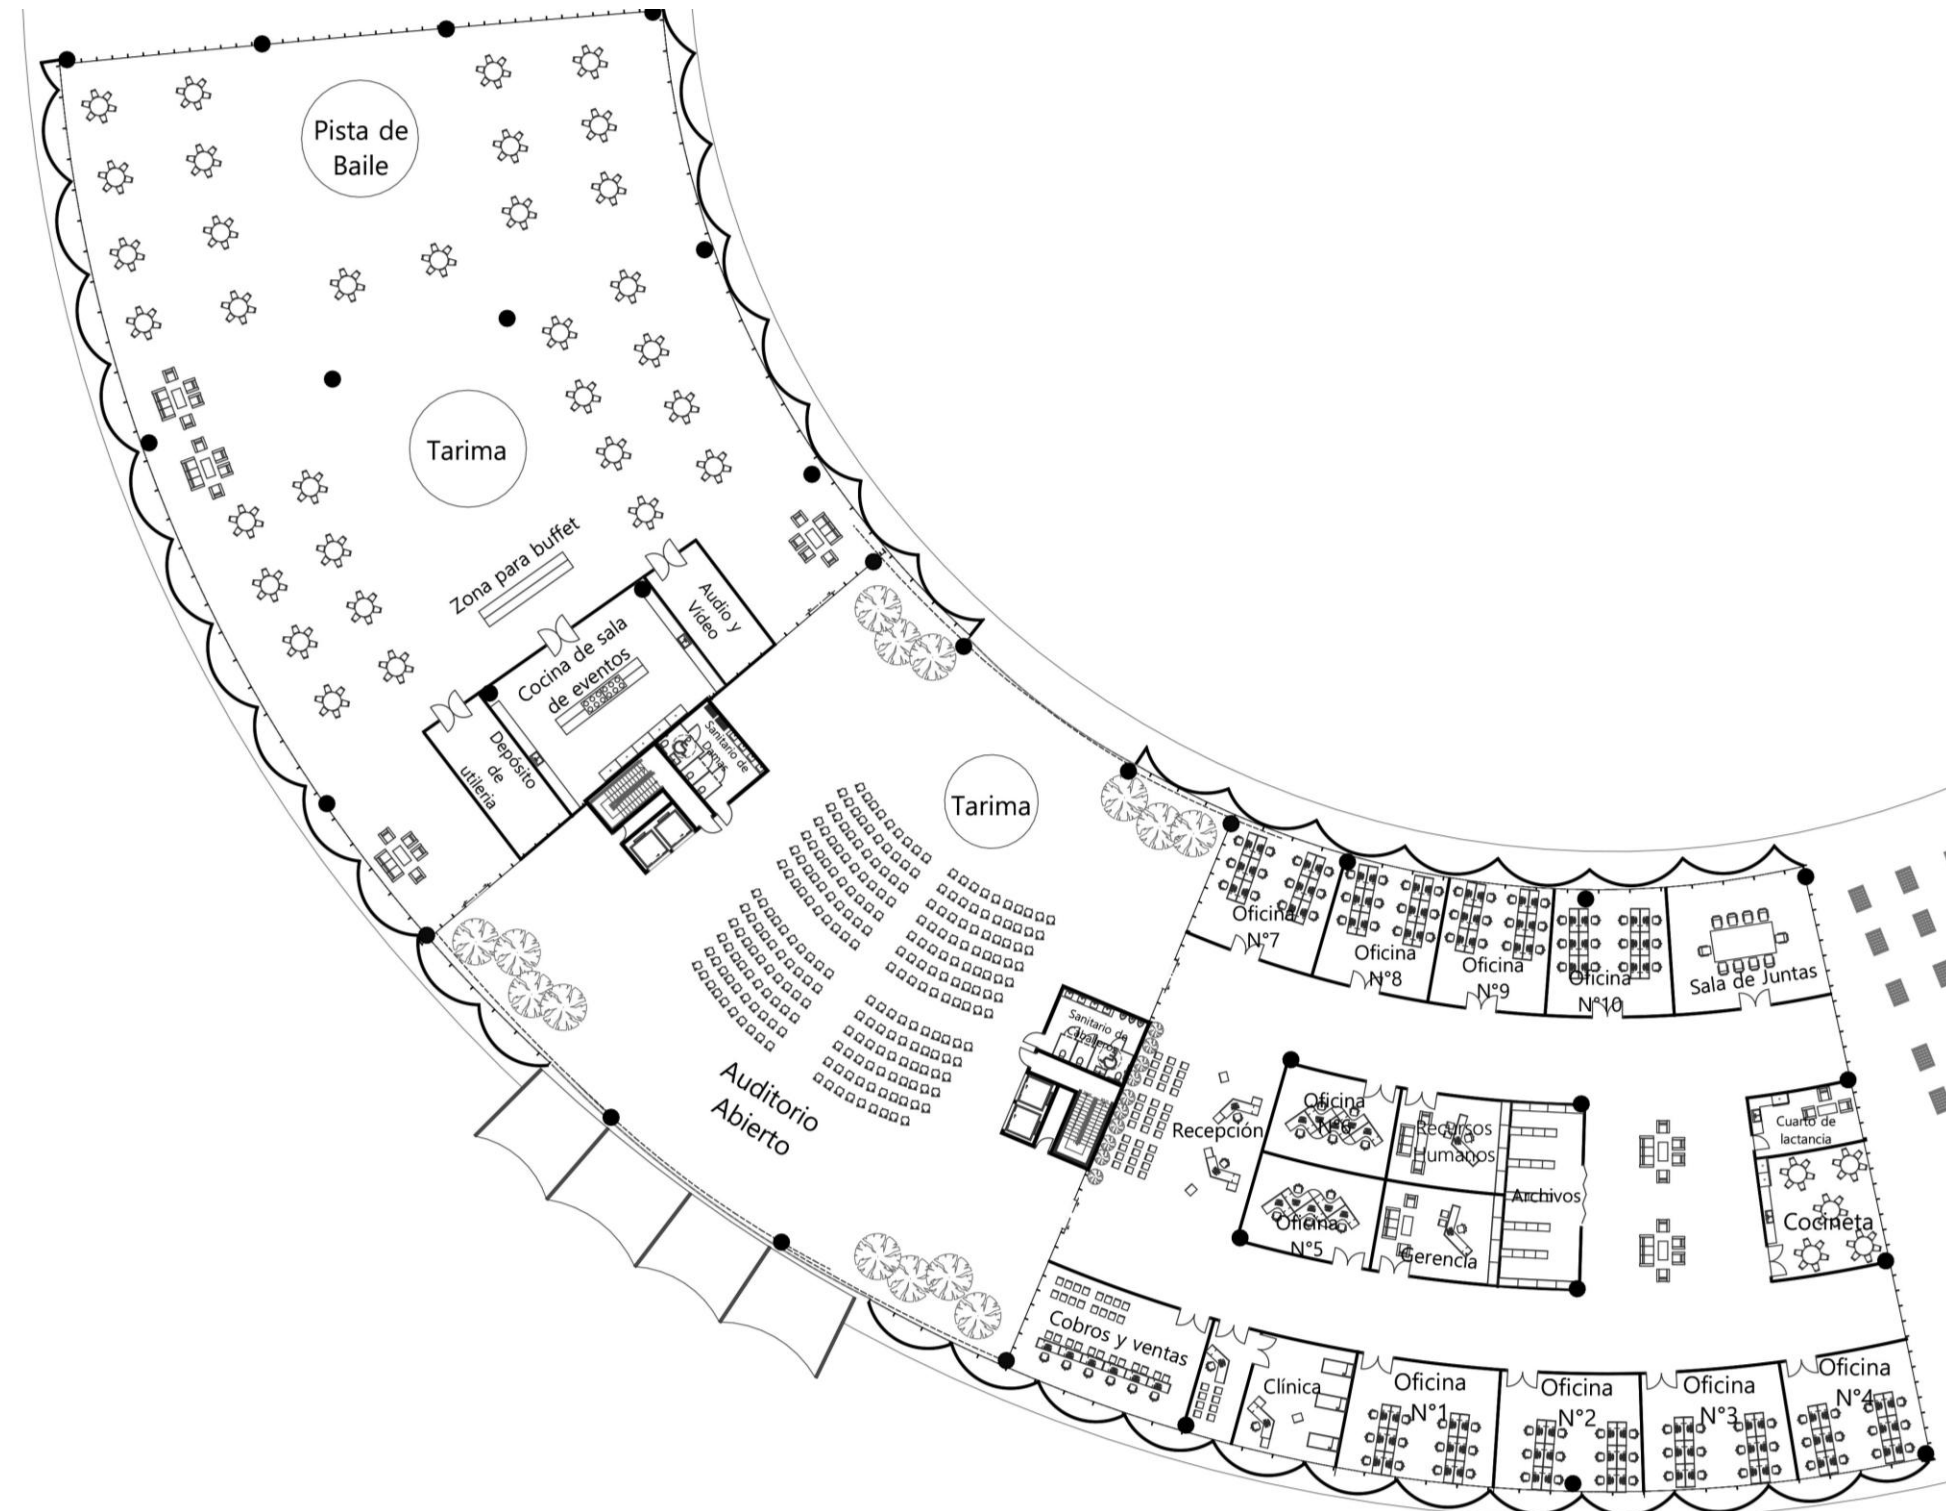 Pista de
Baile
Tarima
Zona para buffet
Audio y
Vídeo
Cocina de sala
de eventos
Depósito
de
utileria
Sanitario de
Damas
Tarima
Auditorio
Abierto
Oficina
N°7
Oficina
N°8
Oficina
N°9
Oficina
N°10
Sala de Juntas
Sanitario de
Caballeros
Recepción
Oficina
N°6
Recursos
Humanos
Archivos
Oficina
N°5
Gerencia
Cuarto de
lactancia
Cocineta
Cobros y ventas
Clínica
Oficina
N°1
Oficina
N°2
Oficina
N°3
Oficina
N°4